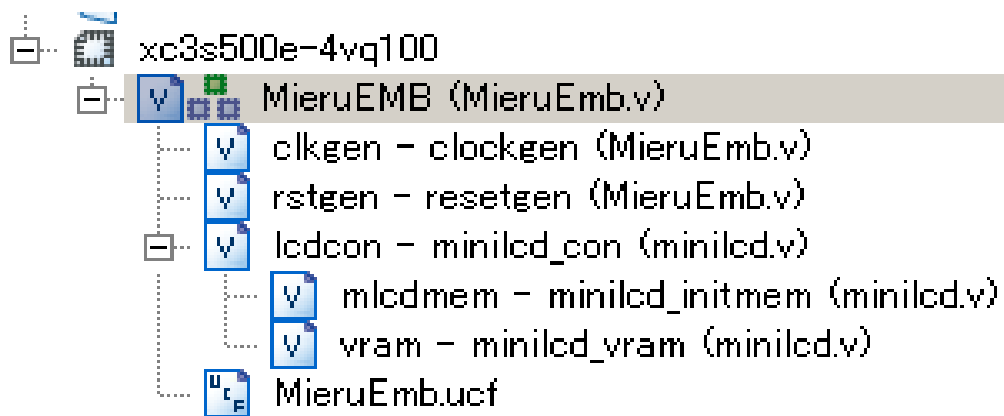 xc3s500e-4vq100
MieruEMB (MieruEmb.v)
clkgen - clockgen (MieruEmb.v)
rstgen - resetgen (MieruEmb.v)
lcdcon - minilcd_con (minilcd.v)
mlcdmem - minilcd_initmem (minilcd.v)
vram - minilcd_vram (minilcd.v)
MieruEmb.ucf